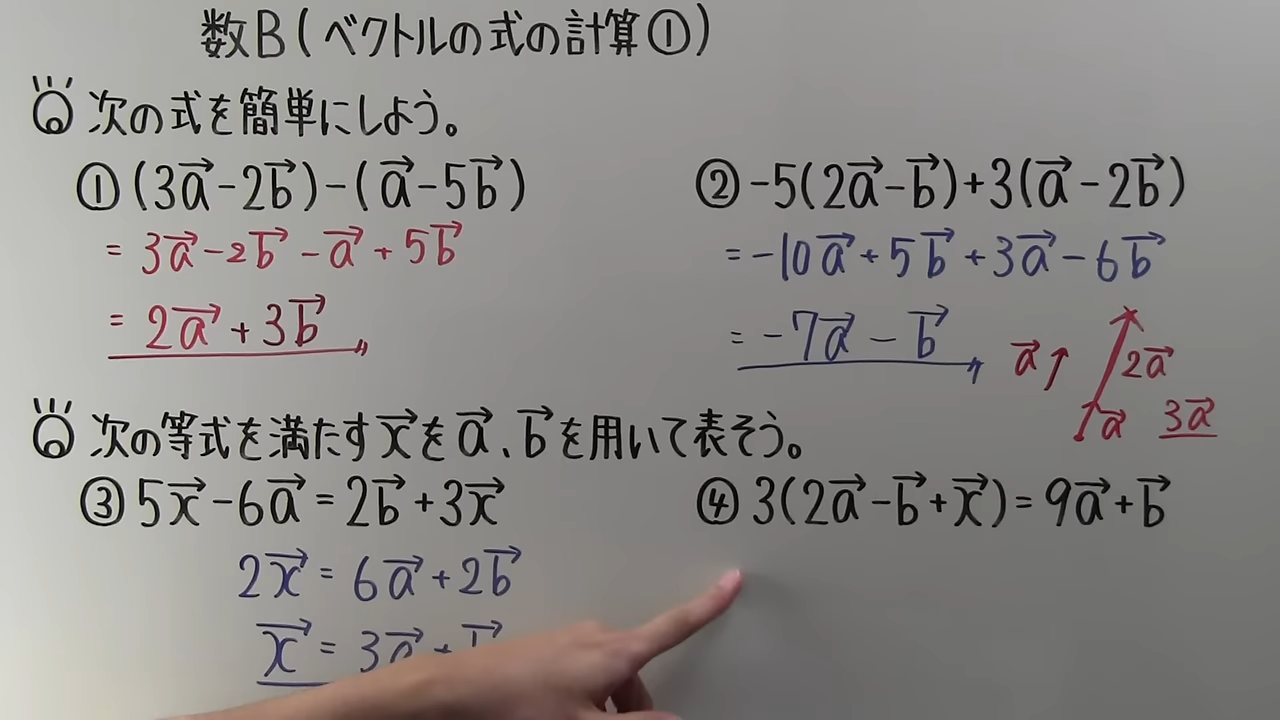 数B(ベクトルの式の計算①)
次の式を簡単にしよう。
①(3a⃗-2b⃗)-(a⃗-5b⃗)
= 3a⃗-2b⃗-a⃗+5b⃗
= 2a⃗+3b⃗
②-5(2a⃗-b⃗)+3(a⃗-2b⃗)
=-10a⃗+5b⃗+3a⃗-6b⃗
= -7a⃗-b⃗
a⃗
2a⃗
a⃗
3a⃗
次の等式を満たすx⃗をa⃗、b⃗を用いて表そう。
③5x⃗-6a⃗=2b⃗+3x⃗
2x⃗=6a⃗+2b⃗
x⃗=3a⃗+
④3(2a⃗-b⃗+x⃗)=9a⃗+b⃗